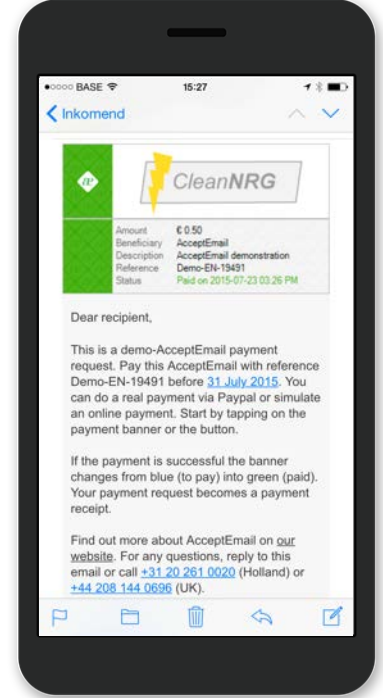 BASE 15:27
Inkomend
CleanNRG
Amount € 0.50
Beneficiary AcceptEmail
Description AcceptEmail demonstration
Reference Demo-EN-19491
Status Paid on 2015-07-23 03.26 PM
Dear recipient,
This is a demo-AcceptEmail payment
request. Pay this AcceptEmail with reference
Demo-EN-19491 before 31 July 2015. You
can do a real payment via Paypal or simulate
an online payment. Start by tapping on the
payment banner or the button.
If the payment is successful the banner
changes from blue (to pay) into green (paid).
Your payment request becomes a payment
receipt.
Find out more about AcceptEmail on our
website. For any questions, reply to this
email or call +31 20 261 0020 (Holland) or
+44 208 144 0696 (UK).